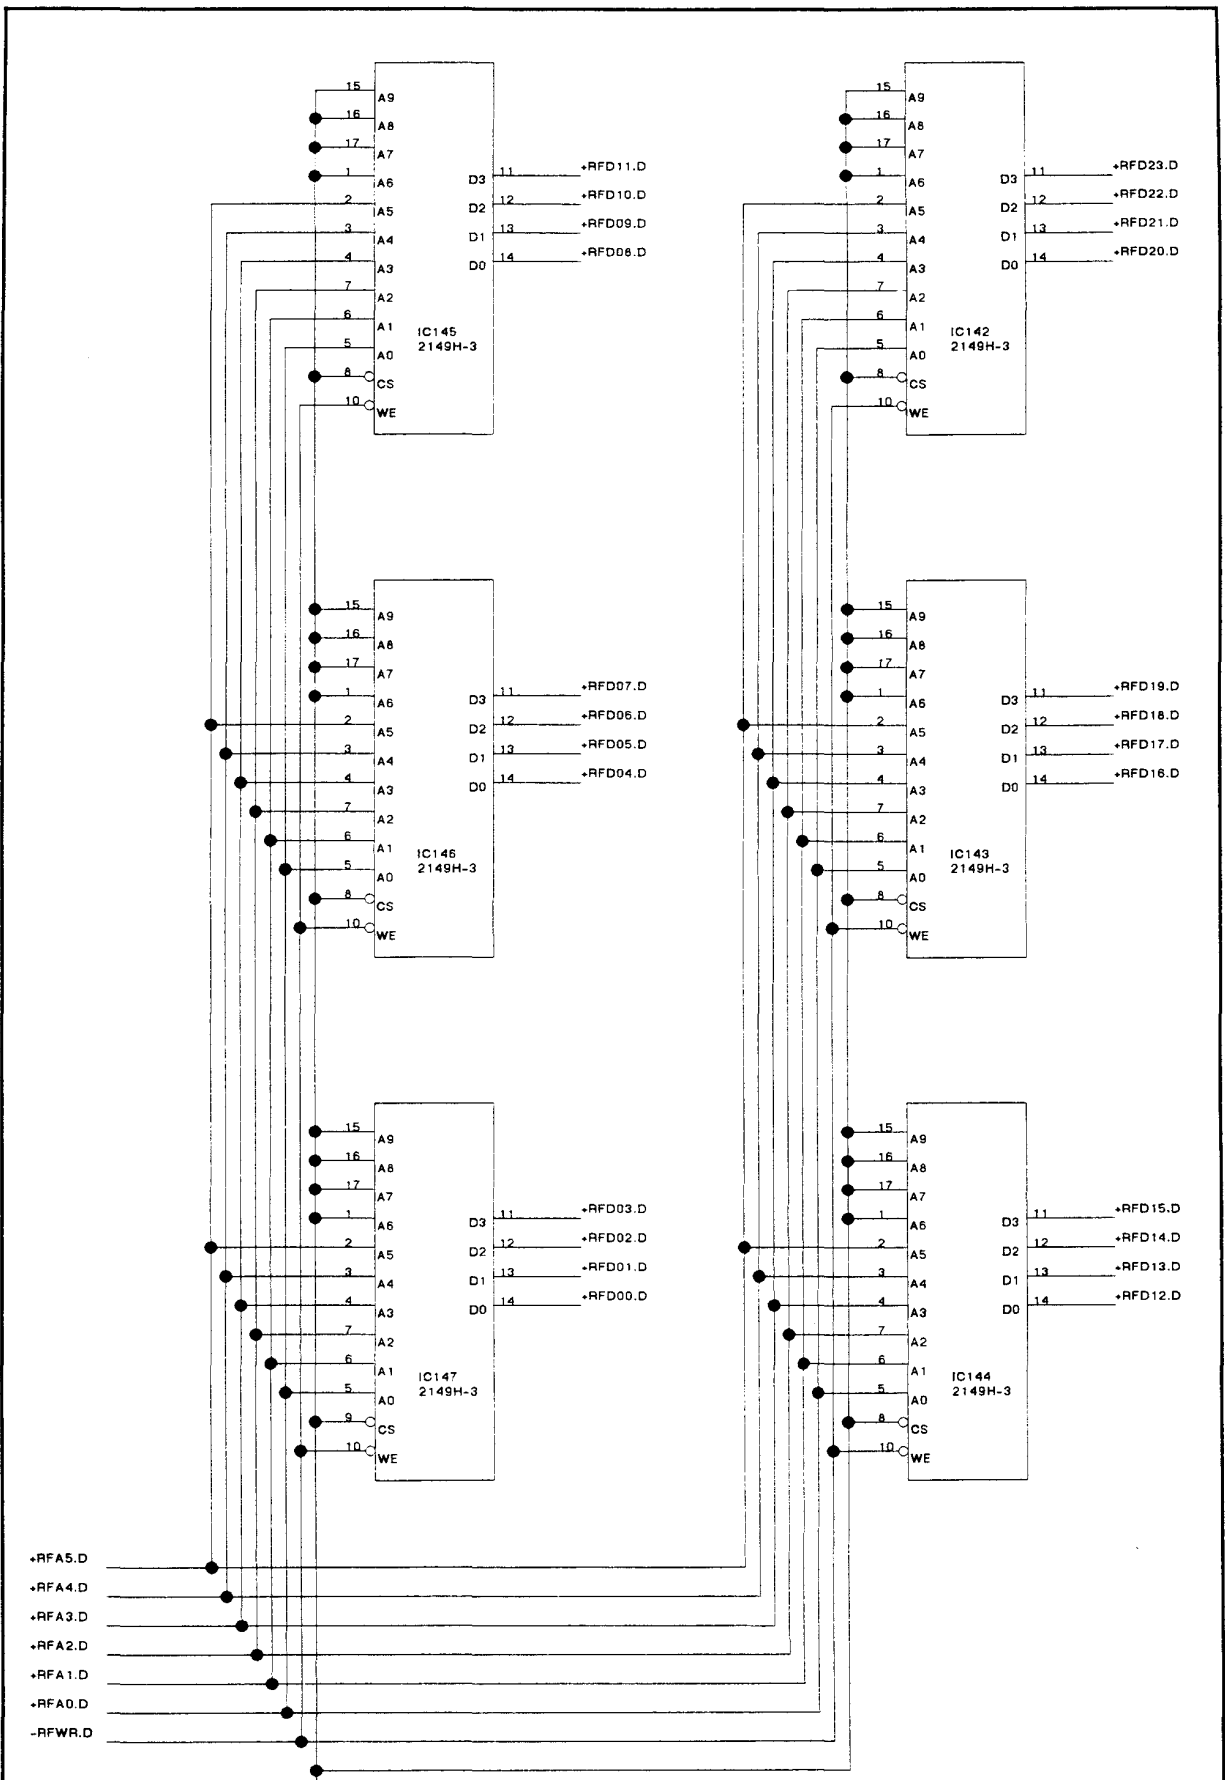 15 A9
16 A8
17 A7
1 A6
2 A5
3 A4
4 A3
7 A2
6 A1
5 A0
8 CS
10 WE
D3 11 +RFD11.D
D2 12 +RFD10.D
D1 13 +RFD09.D
D0 14 +RFD08.D
IC145
2149H-3
15 A9
16 A8
17 A7
1 A6
2 A5
3 A4
4 A3
7 A2
6 A1
5 A0
8 CS
10 WE
D3 11 +RFD23.D
D2 12 +RFD22.D
D1 13 +RFD21.D
D0 14 +RFD20.D
IC142
2149H-3
15 A9
16 A8
17 A7
1 A6
2 A5
3 A4
4 A3
7 A2
6 A1
5 A0
8 CS
10 WE
D3 11 +RFD07.D
D2 12 +RFD06.D
D1 13 +RFD05.D
D0 14 +RFD04.D
IC146
2149H-3
15 A9
16 A8
17 A7
1 A6
2 A5
3 A4
4 A3
7 A2
6 A1
5 A0
8 CS
10 WE
D3 11 +RFD19.D
D2 12 +RFD18.D
D1 13 +RFD17.D
D0 14 +RFD16.D
IC143
2149H-3
15 A9
16 A8
17 A7
1 A6
2 A5
3 A4
4 A3
7 A2
6 A1
5 A0
9 CS
10 WE
D3 11 +RFD03.D
D2 12 +RFD02.D
D1 13 +RFD01.D
D0 14 +RFD00.D
IC147
2149H-3
15 A9
16 A8
17 A7
1 A6
2 A5
3 A4
4 A3
7 A2
6 A1
5 A0
8 CS
10 WE
D3 11 +RFD15.D
D2 12 +RFD14.D
D1 13 +RFD13.D
D0 14 +RFD12.D
IC144
2149H-3
+RFA5.D
+RFA4.D
+RFA3.D
+RFA2.D
+RFA1.D
+RFA0.D
-RFWR.D